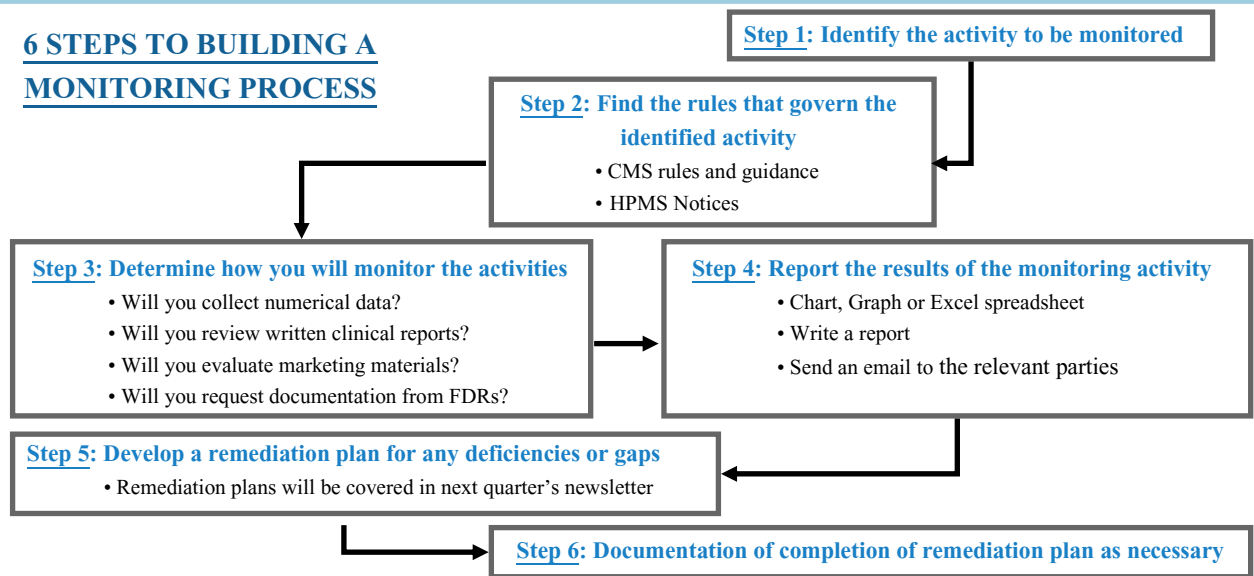 6 STEPS TO BUILDING A
MONITORING PROCESS
Step 1: Identify the activity to be monitored
Step 2: Find the rules that govern the
identified activity
• CMS rules and guidance
• HPMS Notices
Step 3: Determine how you will monitor the activities
• Will you collect numerical data?
• Will you review written clinical reports?
• Will you evaluate marketing materials?
• Will you request documentation from FDRs?
Step 4: Report the results of the monitoring activity
• Chart, Graph or Excel spreadsheet
• Write a report
• Send an email to the relevant parties
Step 5: Develop a remediation plan for any deficiencies or gaps
• Remediation plans will be covered in next quarter’s newsletter
Step 6: Documentation of completion of remediation plan as necessary